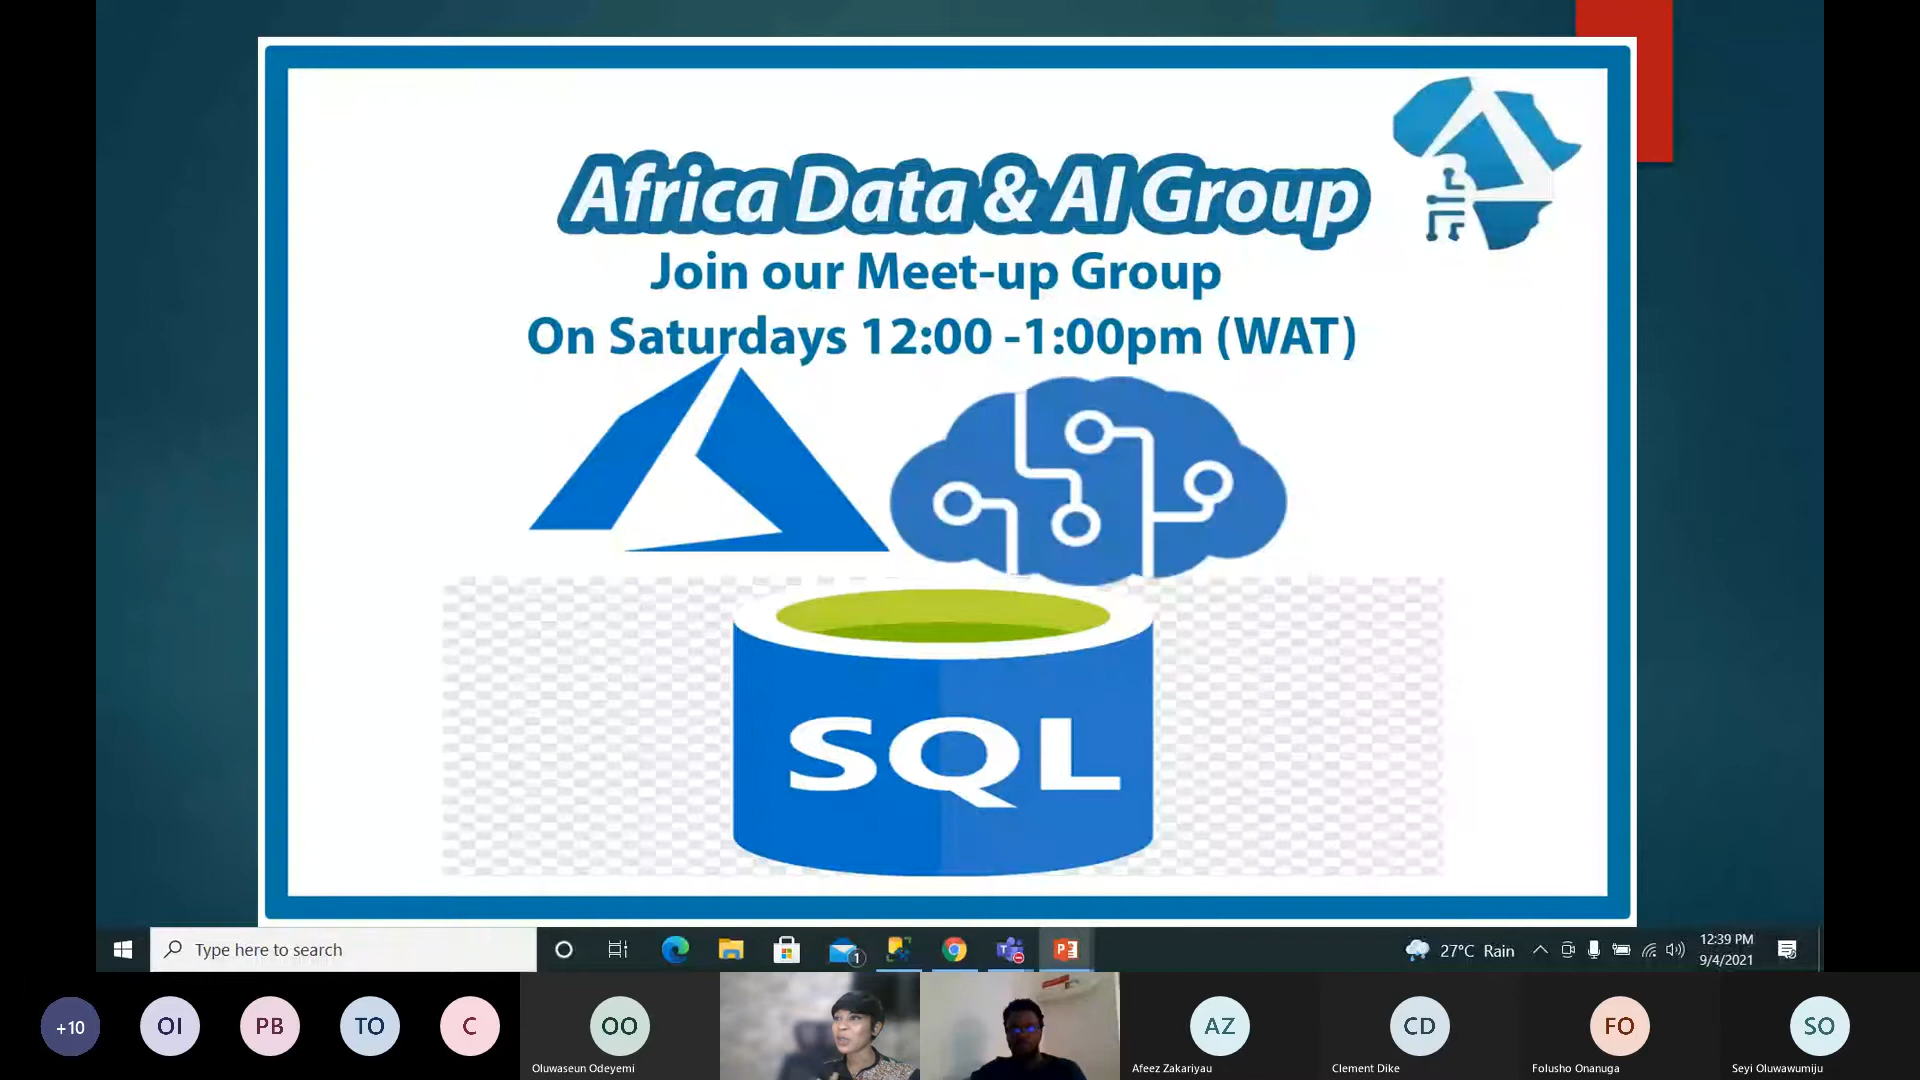 Africa Data & AI Group
Join our Meet-up Group
On Saturdays 12:00 -1:00pm (WAT)
SQL
Type here to search
1
27°C Rain
12:39 PM
9/4/2021
+10
OI
PB
TO
C
OO
AZ
CD
FO
SO
Oluwaseun Odeyemi
Afeez Zakariyau
Clement Dike
Folusho Onanuga
Seyi Oluwawumiju